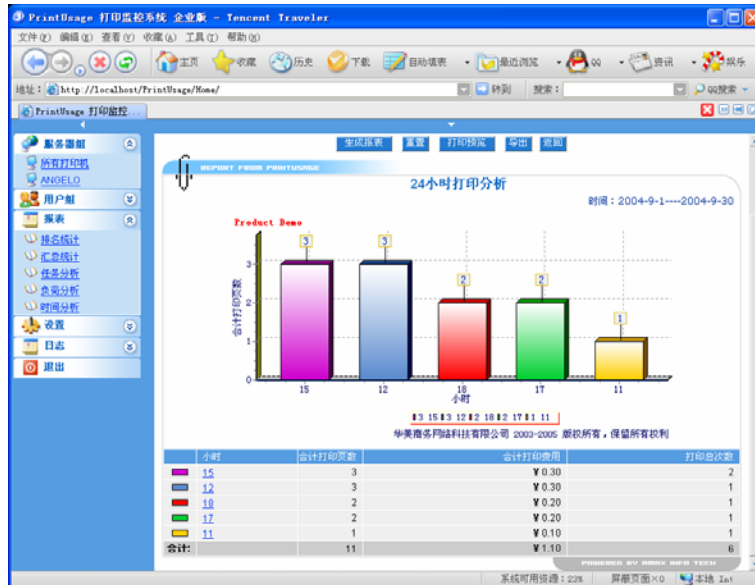 PrintUsage 打印监控系统 企业版 - Tencent Traveler
文件(F) 编辑(E) 查看(V) 收藏(A) 工具(T) 帮助(H)
主页 收藏 历史 下载 自动填表 最近浏览 QQ 资讯 娱乐
地址: http://localhost/PrintUsage/Home/ 转到 搜索: QQ搜索
PrintUsage 打印监控...
服务器组
所有打印机
ANGELO
用户组
报表
排名统计
汇总统计
任务分析
负荷分析
时间分析
设置
日志
退出
生成报表 重置 打印预览 导出 返回
REPORT FROM PRINTUSAGE
24小时打印分析
时间：2004-9-1----2004-9-30
Product Demo
合计打印页数
3
2
1
0
3 3 2 2 1
15 12 18 17 11
小时
3 15 3 12 2 18 2 17 1 11
华美商务网络科技有限公司 2003-2005 版权所有，保留所有权利
小时 合计打印页数 合计打印费用 打印总次数
15 3 ¥ 0.30 2
12 3 ¥ 0.30 1
18 2 ¥ 0.20 1
17 2 ¥ 0.20 1
11 1 ¥ 0.10 1
合计: 11 ¥ 1.10 6
POWERED BY AMAX INFO TECH
系统可用资源：23% 屏蔽页面×0 本地 Int